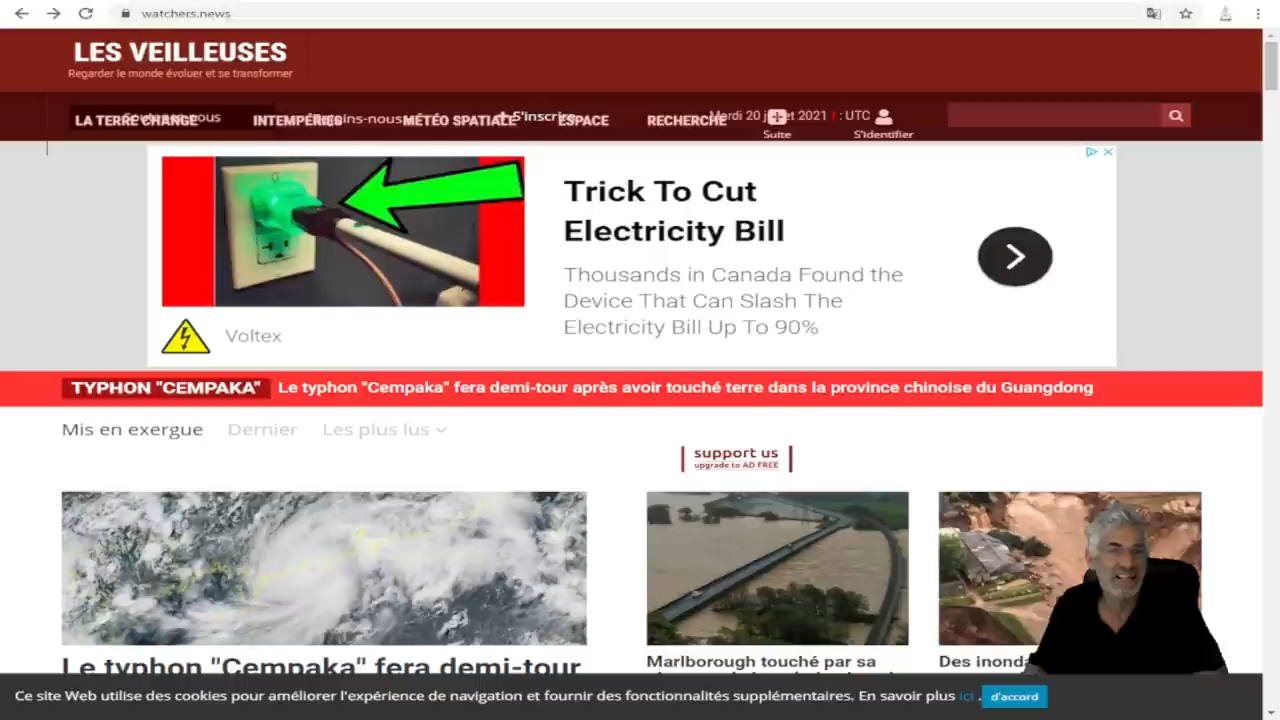 watchers.news
LES VEILLEUSES
Regarder le monde évoluer et se transformer
LA TERRE CHANGE INTEMPÉRIES MÉTÉO SPATIALE S'inscrire ESPACE RECHERCHE Mardi 20 juillet 2021 : UTC
Suite S'identifier
Trick To Cut
Electricity Bill
Thousands in Canada Found the
Device That Can Slash The
Electricity Bill Up To 90%
Voltex
TYPHON "CEMPAKA" Le typhon "Cempaka" fera demi-tour après avoir touché terre dans la province chinoise du Guangdong
Mis en exergue Dernier Les plus lus
support us
upgrade to AD FREE
Le typhon "Cempaka" fera demi-tour
Marlborough touché par sa
Des inond
Ce site Web utilise des cookies pour améliorer l'expérience de navigation et fournir des fonctionnalités supplémentaires. En savoir plus ici . d'accord